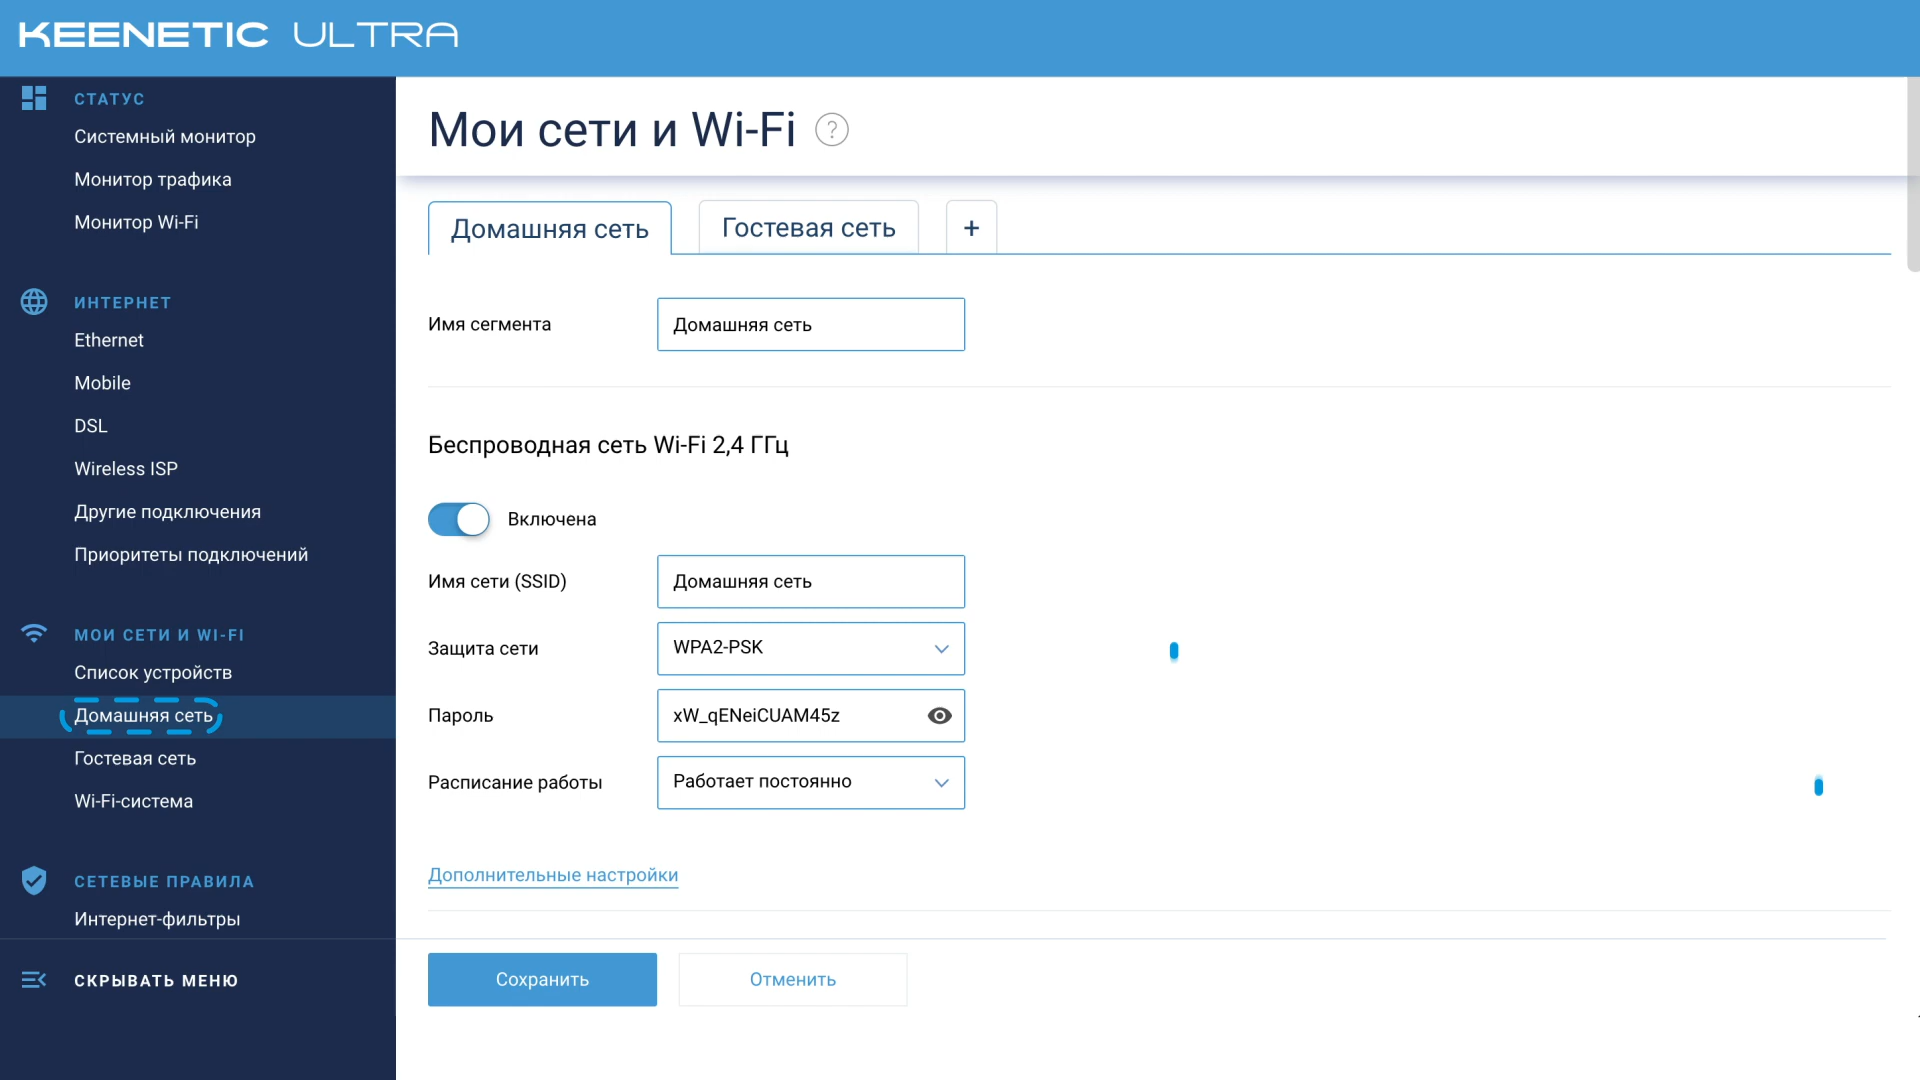 KEENETIC ULTRA
СТАТУС
Системный монитор
Монитор трафика
Монитор Wi-Fi
ИНТЕРНЕТ
Ethernet
Mobile
DSL
Wireless ISP
Другие подключения
Приоритеты подключений
МОИ СЕТИ И WI-FI
Список устройств
Домашняя сеть
Гостевая сеть
Wi-Fi-система
СЕТЕВЫЕ ПРАВИЛА
Интернет-фильтры
СКРЫВАТЬ МЕНЮ
Мои сети и Wi-Fi ?
Домашняя сеть Гостевая сеть +
Имя сегмента Домашняя сеть
Беспроводная сеть Wi-Fi 2,4 ГГц
Включена
Имя сети (SSID) Домашняя сеть
Защита сети WPA2-PSK
Пароль xW_qENeiCUAM45z
Расписание работы Работает постоянно
Дополнительные настройки
Сохранить Отменить